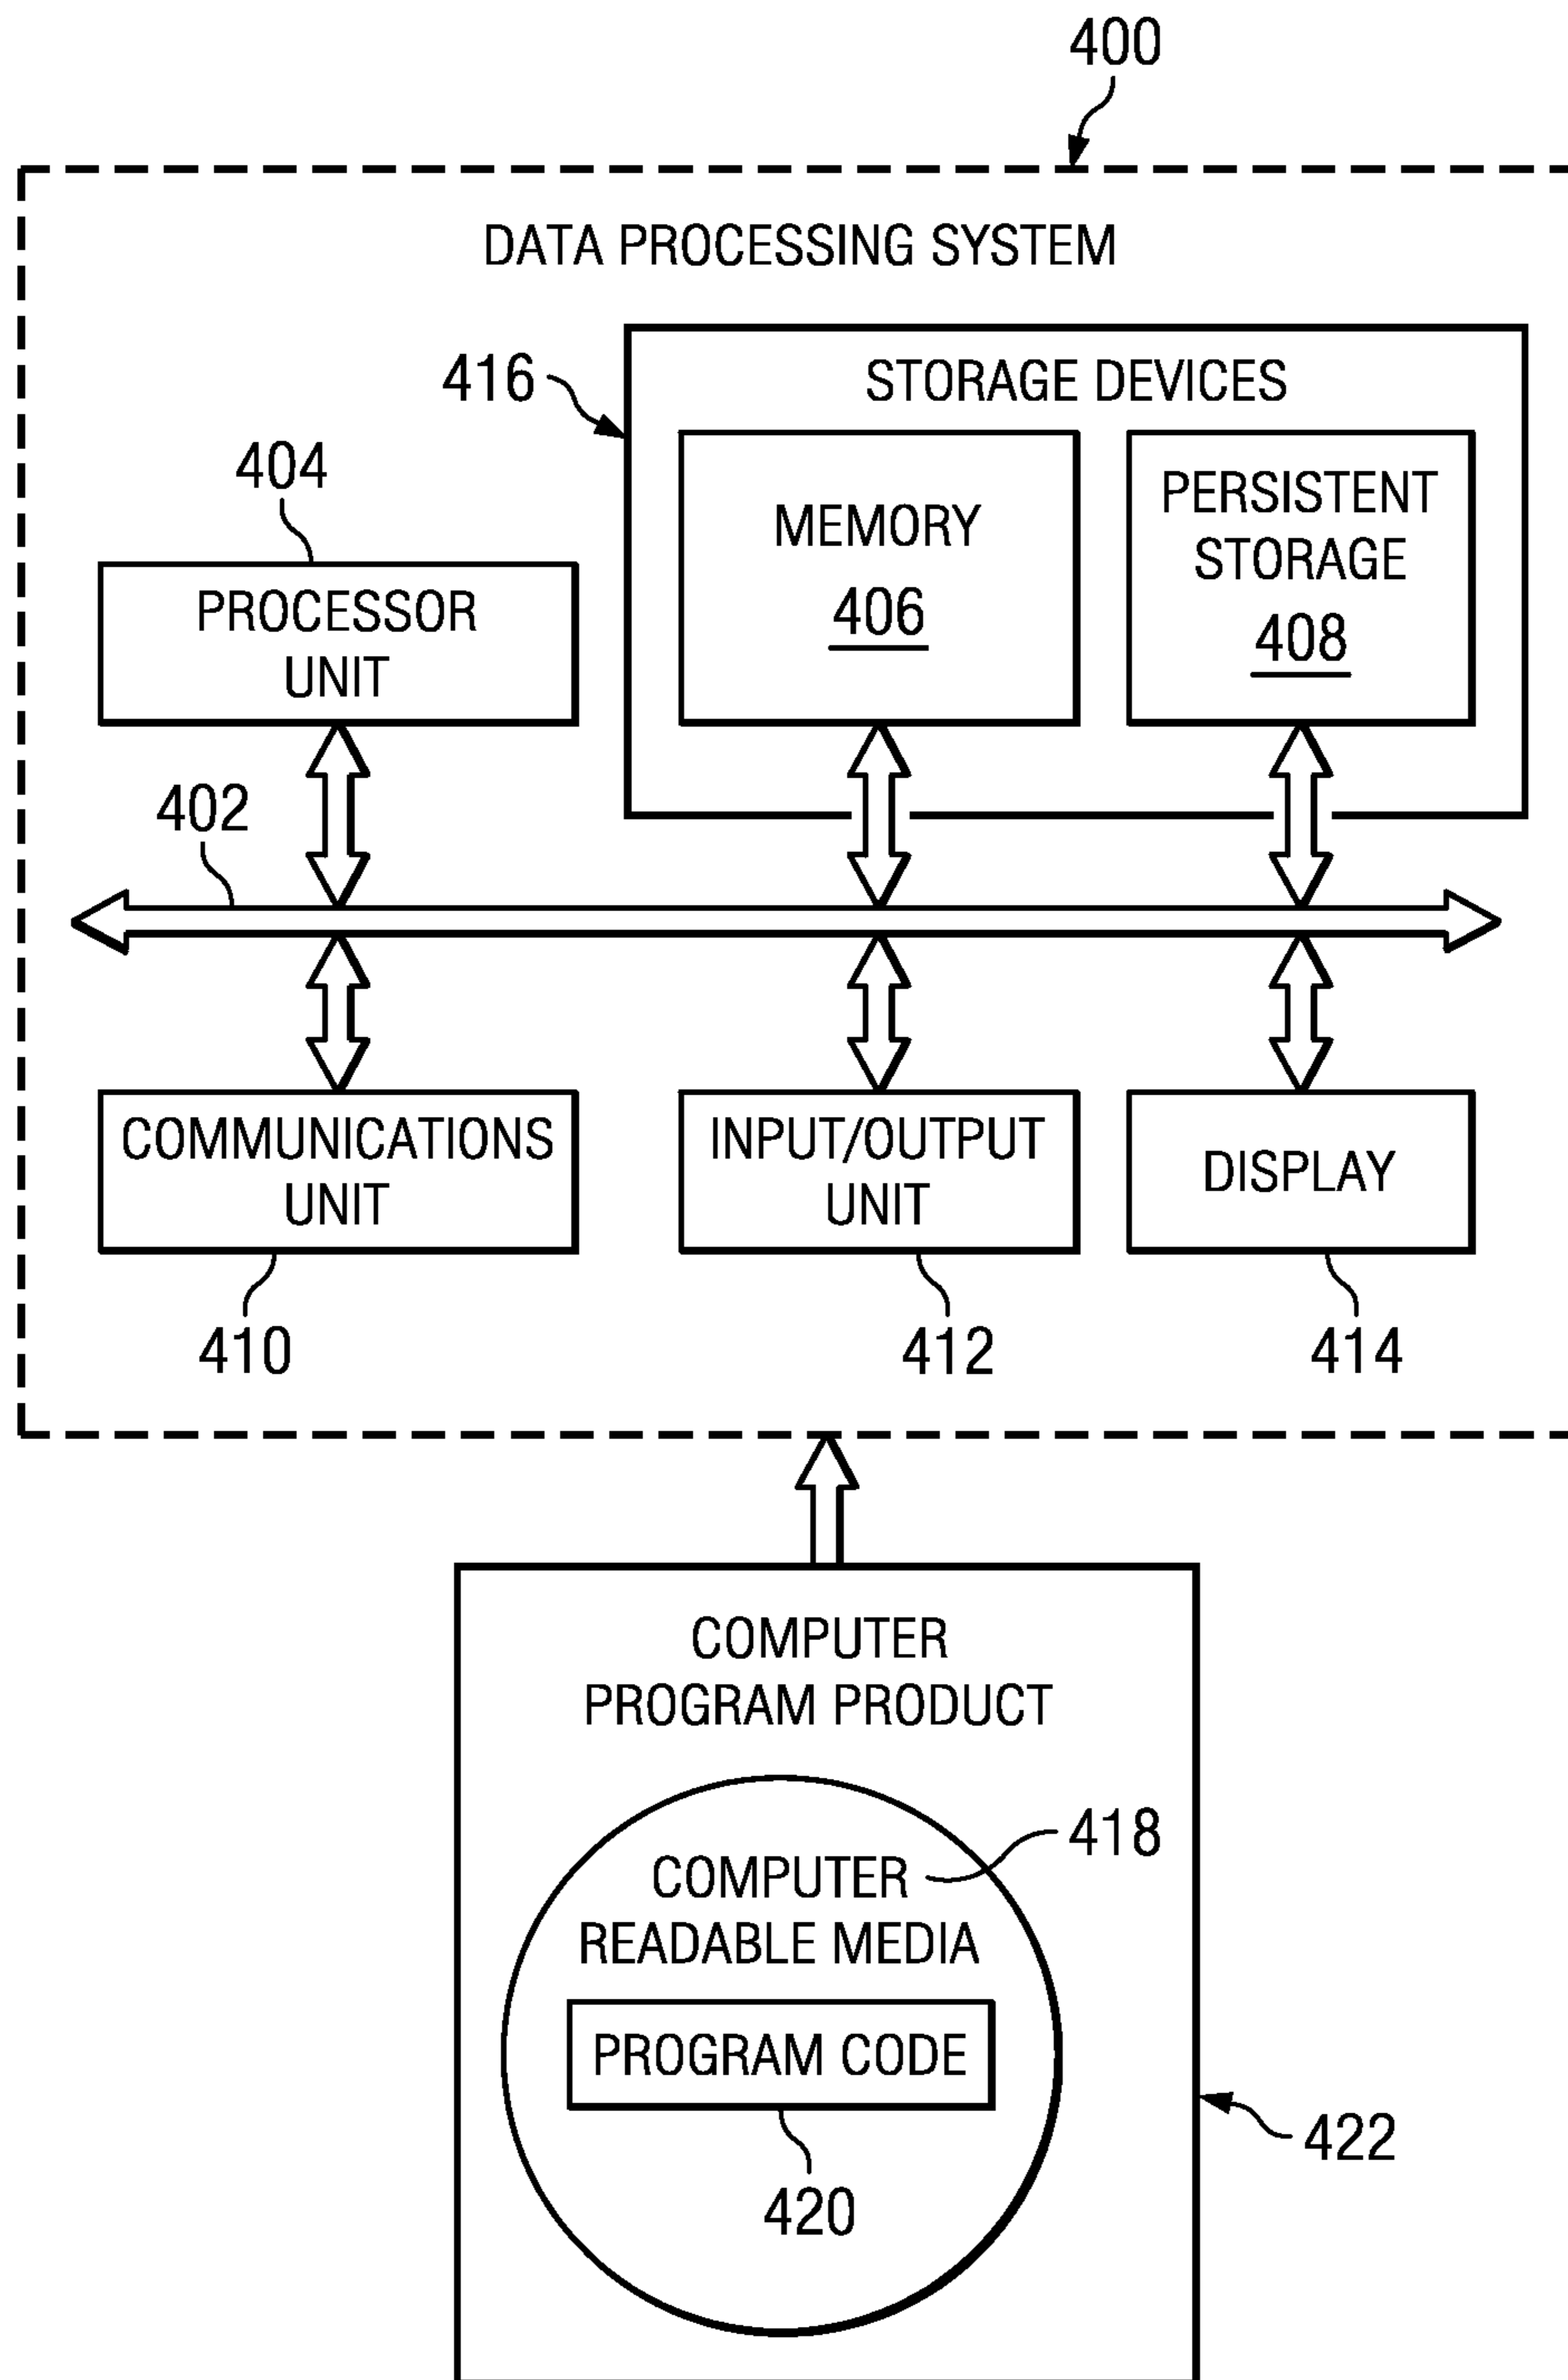 400
DATA PROCESSING SYSTEM
416
STORAGE DEVICES
404
MEMORY
406
PERSISTENT
STORAGE
408
PROCESSOR
UNIT
402
COMMUNICATIONS
UNIT
INPUT/OUTPUT
UNIT
DISPLAY
410
412
414
COMPUTER
PROGRAM PRODUCT
418
COMPUTER
READABLE MEDIA
PROGRAM CODE
420
422